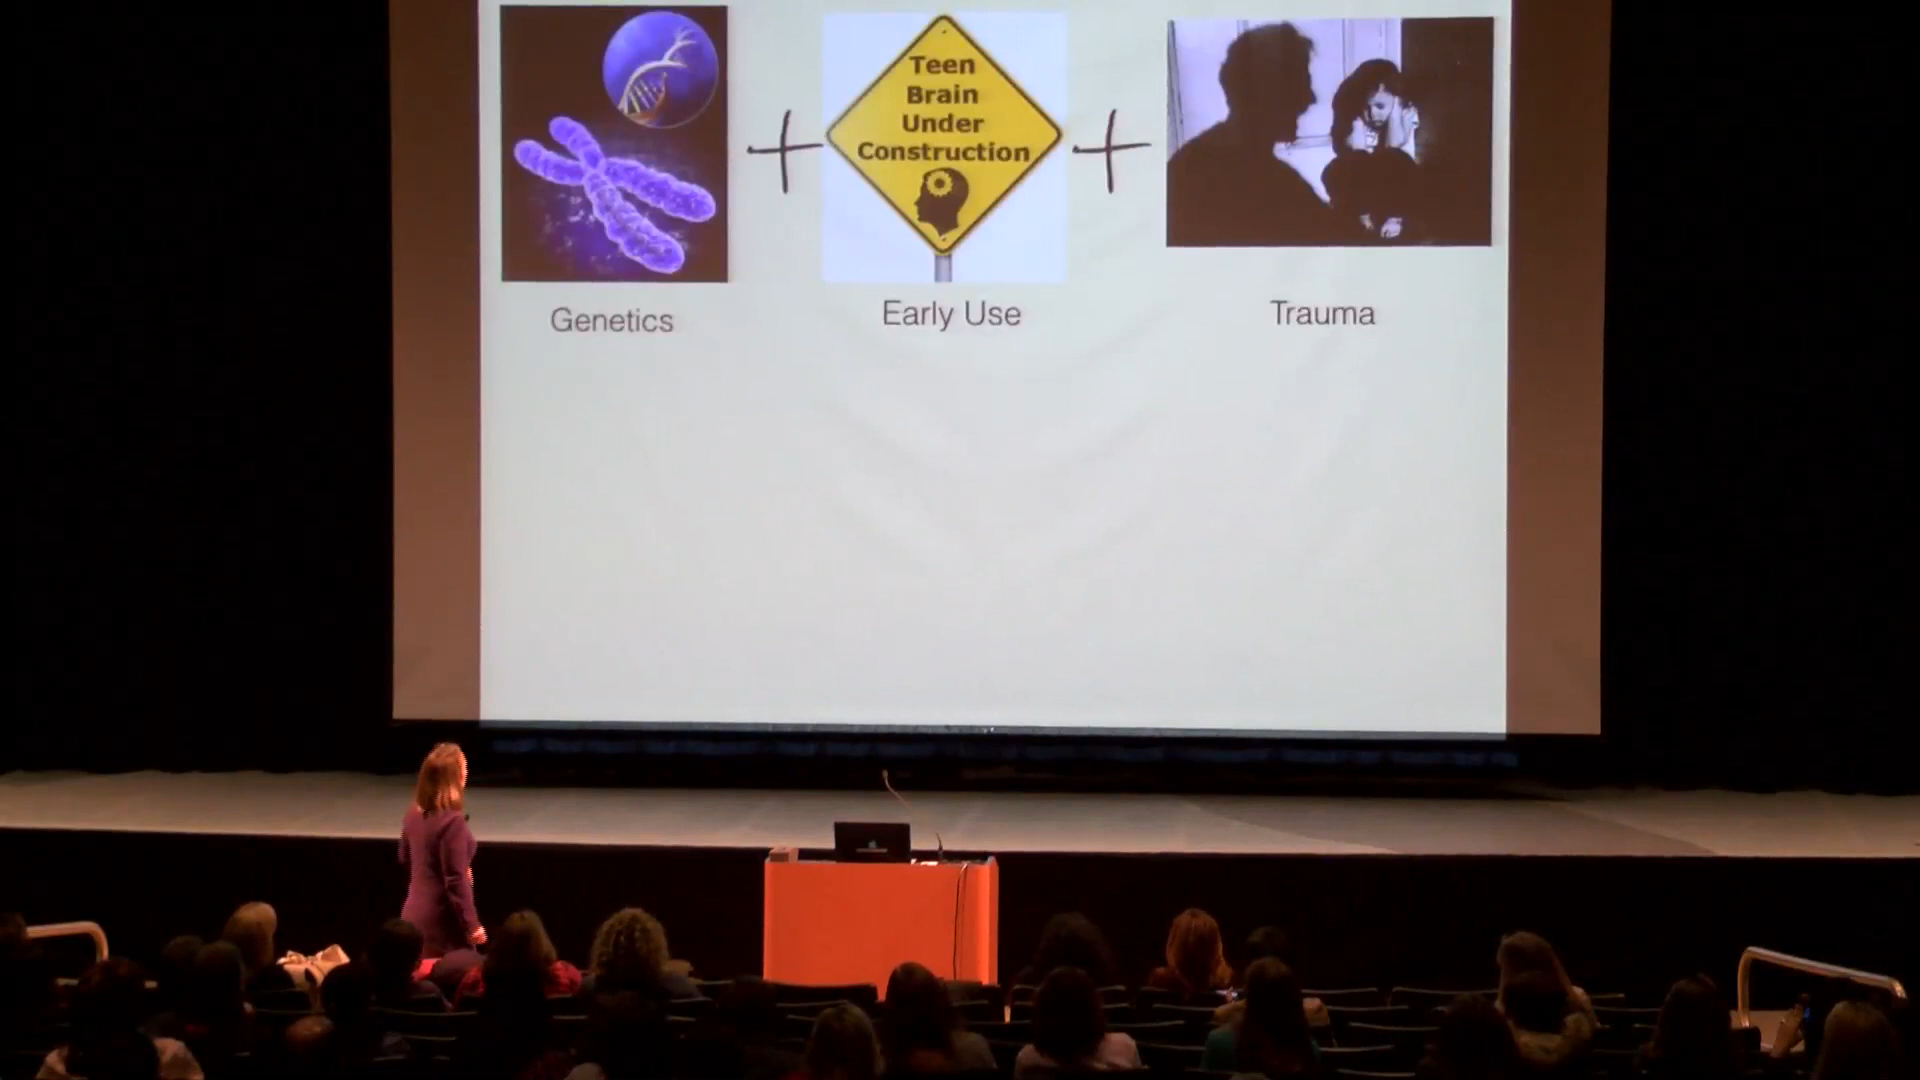 Teen
Brain
Under
Construction
Genetics
Early Use
Trauma